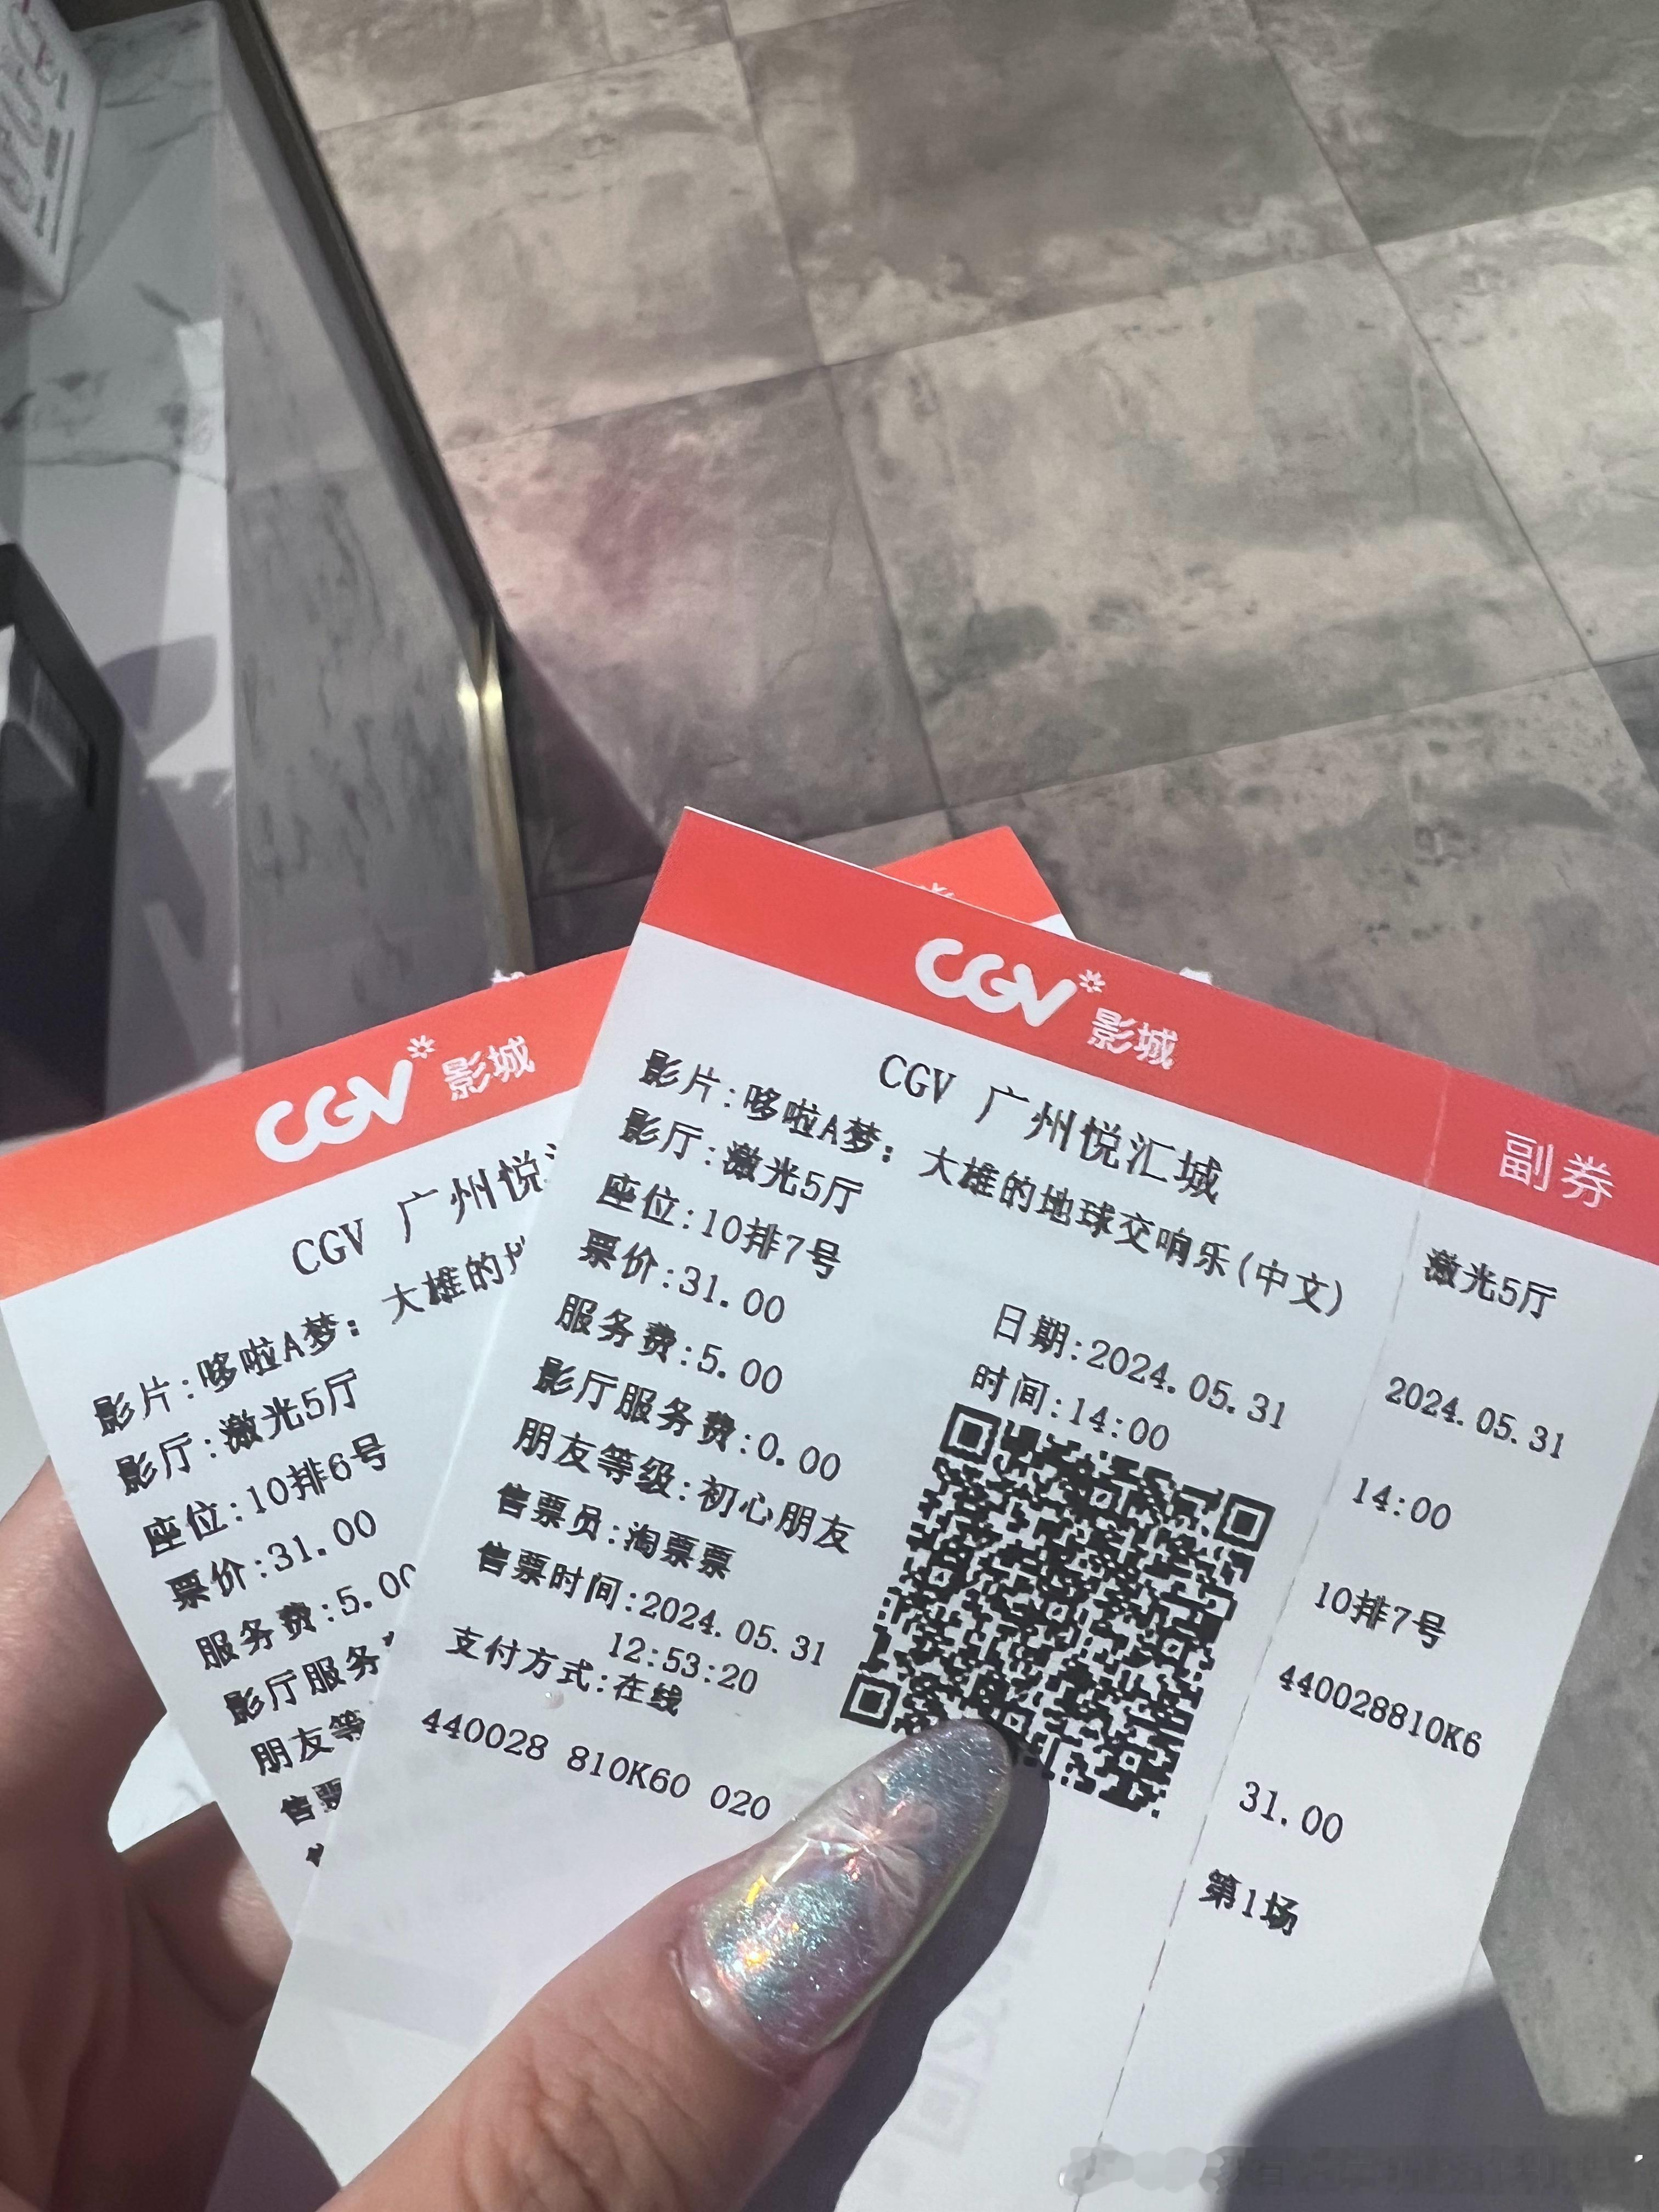 CGV 影城
CGV 广州悦
影片:哆啦A梦：大雄的
影厅:激光5厅
座位:10排6号
票价:31.00
服务费:5.00
影厅服务
朋友等
售票
CGV 影城
副券
CGV 广州悦汇城
影片:哆啦A梦：大雄的地球交响乐(中文)
影厅:激光5厅
座位:10排7号
日期:2024.05.31
票价:31.00
时间:14:00
服务费:5.00
影厅服务费:0.00
朋友等级:初心朋友
售票员:淘票票
售票时间:2024.05.31
12:53:20
支付方式:在线
440028 810K60 020
激光5厅
2024.05.31
14:00
10排7号
440028810K6
31.00
第1场